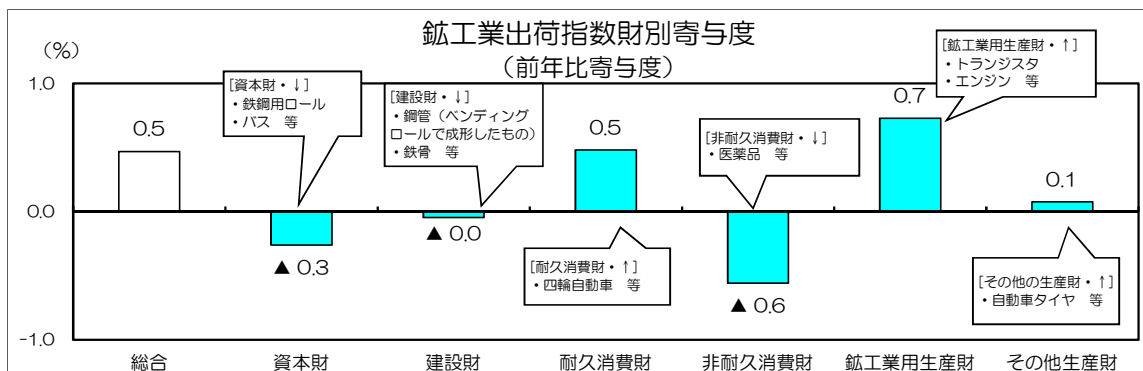 鉱工業出荷指数財別寄与度
(前年比寄与度)
(%)
1.0
0.0
-1.0
0.5
▲ 0.3
▲ 0.0
0.5
▲ 0.6
0.7
0.1
[資本財・↓]
・鉄鋼用ロール
・バス　等
[建設財・↓]
・鋼管（ベンディング
ロールで成形したもの）
・鉄骨　等
[耐久消費財・↑]
・四輪自動車　等
[非耐久消費財・↓]
・医薬品　等
[鉱工業用生産財・↑]
・トランジスタ
・エンジン　等
[その他の生産財・↑]
・自動車タイヤ　等
総合
資本財
建設財
耐久消費財
非耐久消費財
鉱工業用生産財
その他生産財